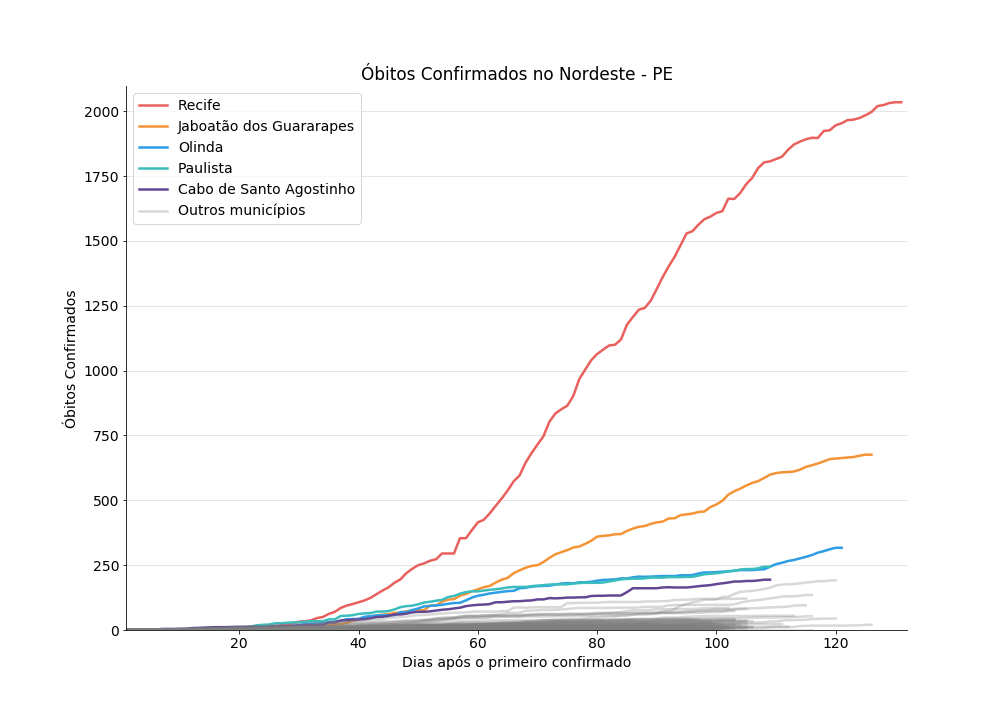 Óbitos Confirmados no Nordeste - PE
Recife
Jaboatão dos Guararapes
Olinda
Paulista
Cabo de Santo Agostinho
Outros municípios
Óbitos Confirmados
2000
1750
1500
1250
1000
750
500
250
0
20
40
60
80
100
120
Dias após o primeiro confirmado